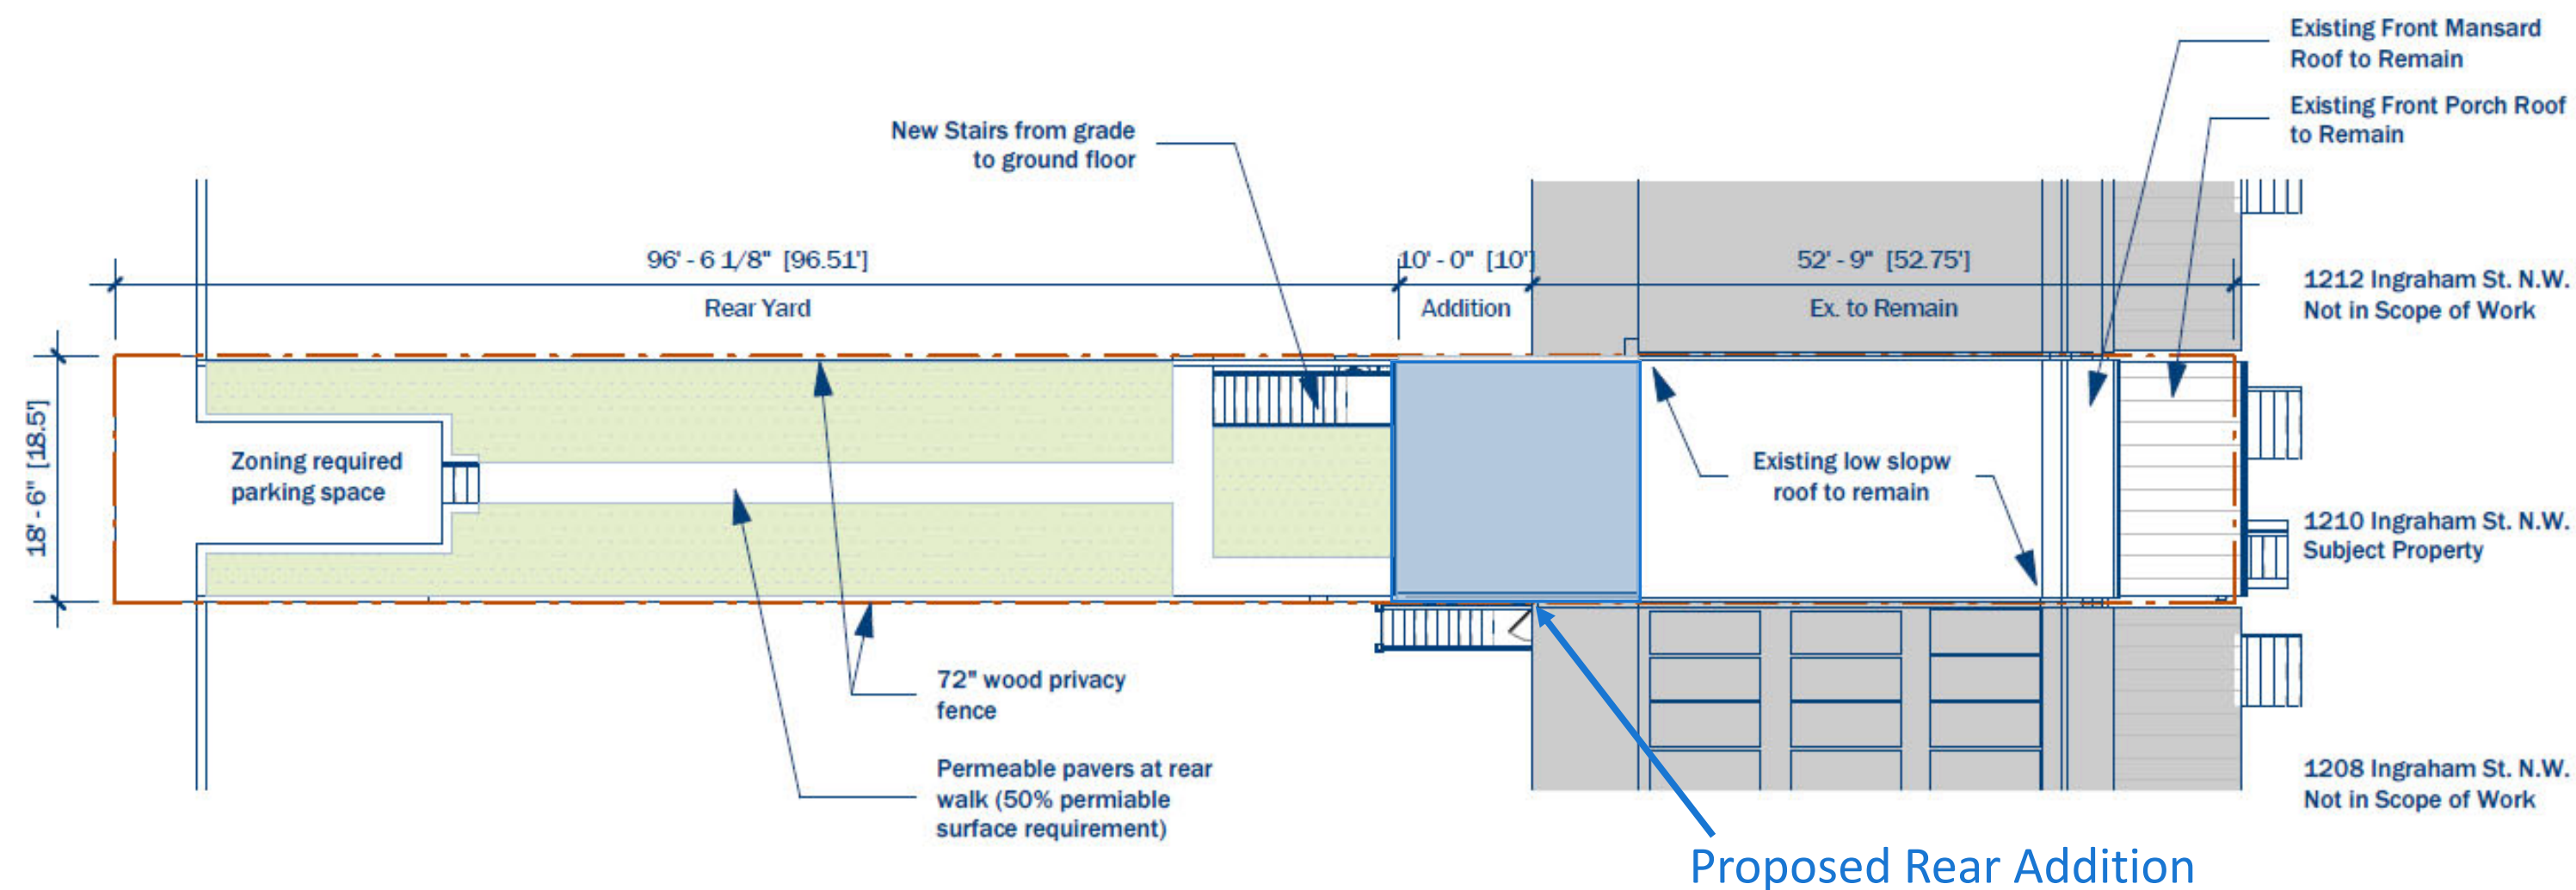 Existing Front Mansard
Roof to Remain
Existing Front Porch Roof
to Remain
New Stairs from grade
to ground floor
96' - 6 1/8" [96.51']
10' - 0" [10']
52' - 9" [52.75']
Rear Yard
Addition
Ex. to Remain
1212 Ingraham St. N.W.
Not in Scope of Work
18' - 6" [18.5']
Zoning required
parking space
Existing low slopw
roof to remain
1210 Ingraham St. N.W.
Subject Property
72" wood privacy
fence
Permeable pavers at rear
walk (50% permiable
surface requirement)
1208 Ingraham St. N.W.
Not in Scope of Work
Proposed Rear Addition